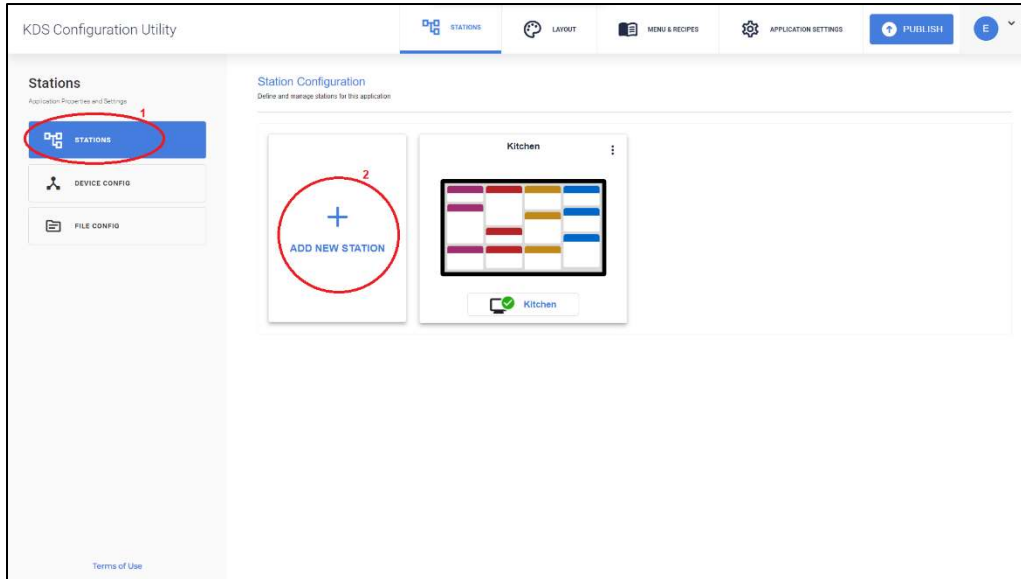 KDS Configuration Utility
STATIONS
LAYOUT
MENU & RECIPES
APPLICATION SETTINGS
PUBLISH
E
Stations
Application Properties and Settings
1
STATIONS
DEVICE CONFIG
FILE CONFIG
Station Configuration
Define and manage stations for this application
2
ADD NEW STATION
Kitchen
Kitchen
Terms of Use